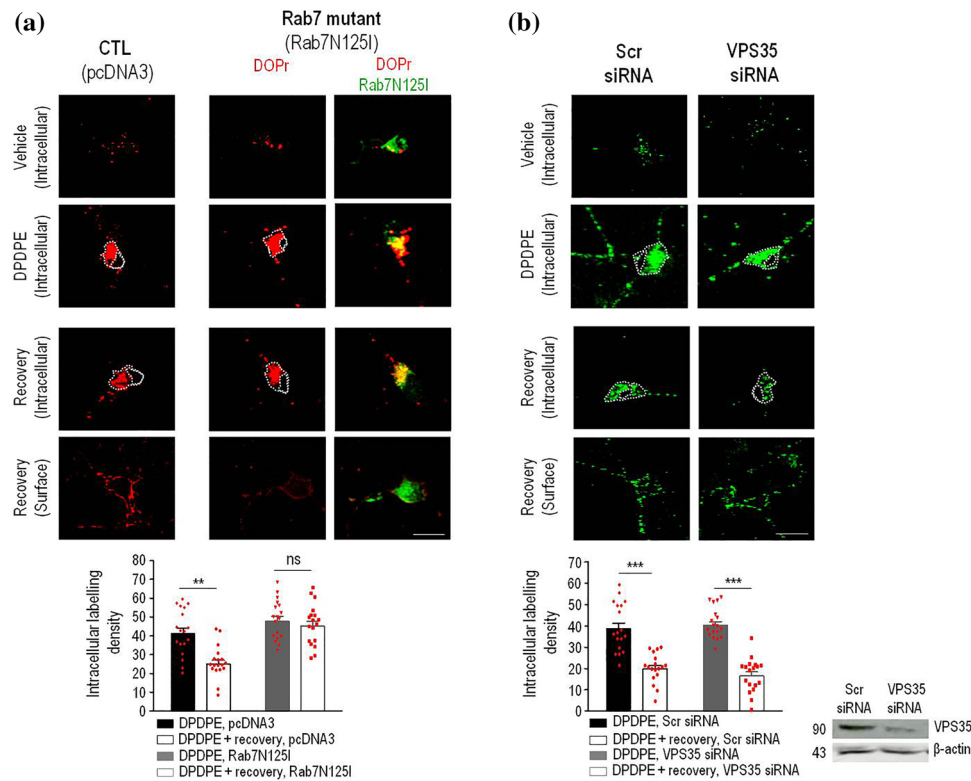 (a)
CTL
(pcDNA3)
Rab7 mutant
(Rab7N125I)
DOPr
DOPr
Rab7N125I
Vehicle
(Intracellular)
DPDPE
(Intracellular)
Recovery
(Intracellular)
Recovery
(Surface)
Intracellular labelling
density
80
70
60
50
40
30
20
10
0
**
ns
DPDPE, pcDNA3
DPDPE + recovery, pcDNA3
DPDPE, Rab7N125I
DPDPE + recovery, Rab7N125I
(b)
Scr
siRNA
VPS35
siRNA
Vehicle
(Intracellular)
DPDPE
(Intracellular)
Recovery
(Intracellular)
Recovery
(Surface)
Intracellular labelling
density
70
60
50
40
30
20
10
0
***
***
DPDPE, Scr siRNA
DPDPE + recovery, Scr siRNA
DPDPE, VPS35 siRNA
DPDPE + recovery, VPS35 siRNA
Scr
siRNA
VPS35
siRNA
90
VPS35
43
β-actin